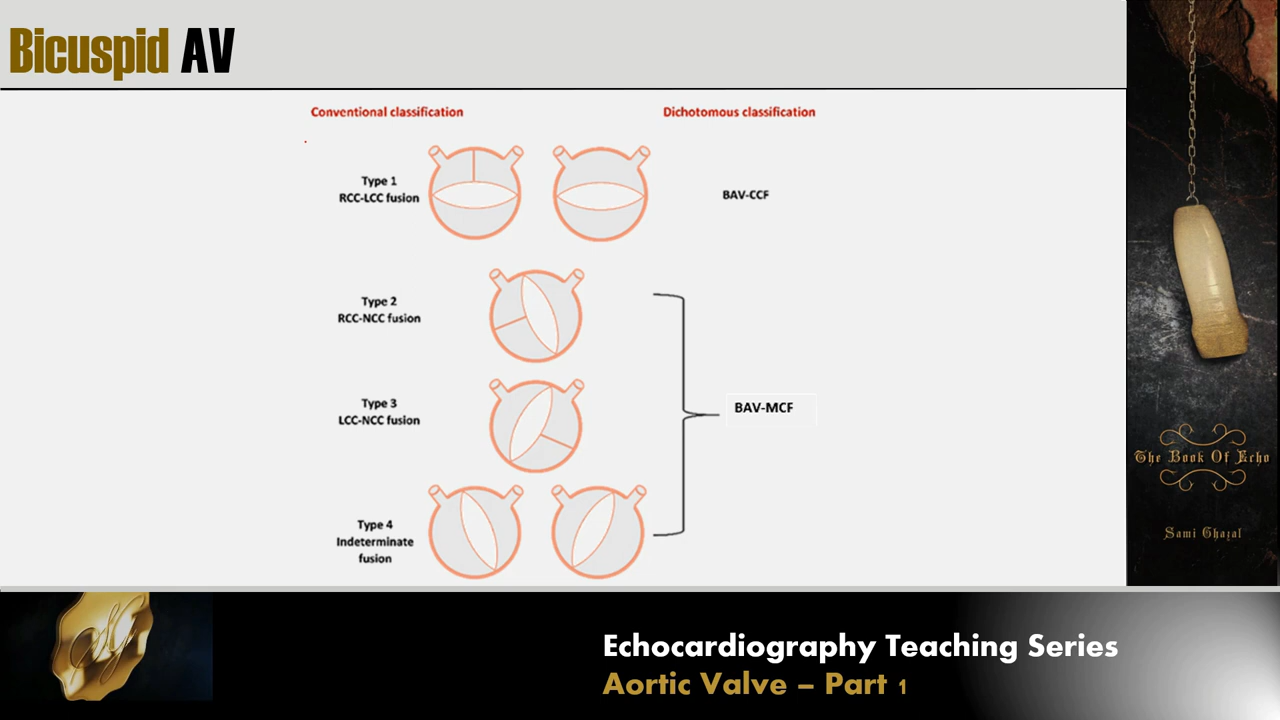 Bicuspid AV
Conventional classification
Dichotomous classification
Type 1
RCC-LCC fusion
BAV-CCF
Type 2
RCC-NCC fusion
Type 3
LCC-NCC fusion
BAV-MCF
Type 4
Indeterminate
fusion
The Book Of Echo
Sami Ghazal
Echocardiography Teaching Series
Aortic Valve – Part 1